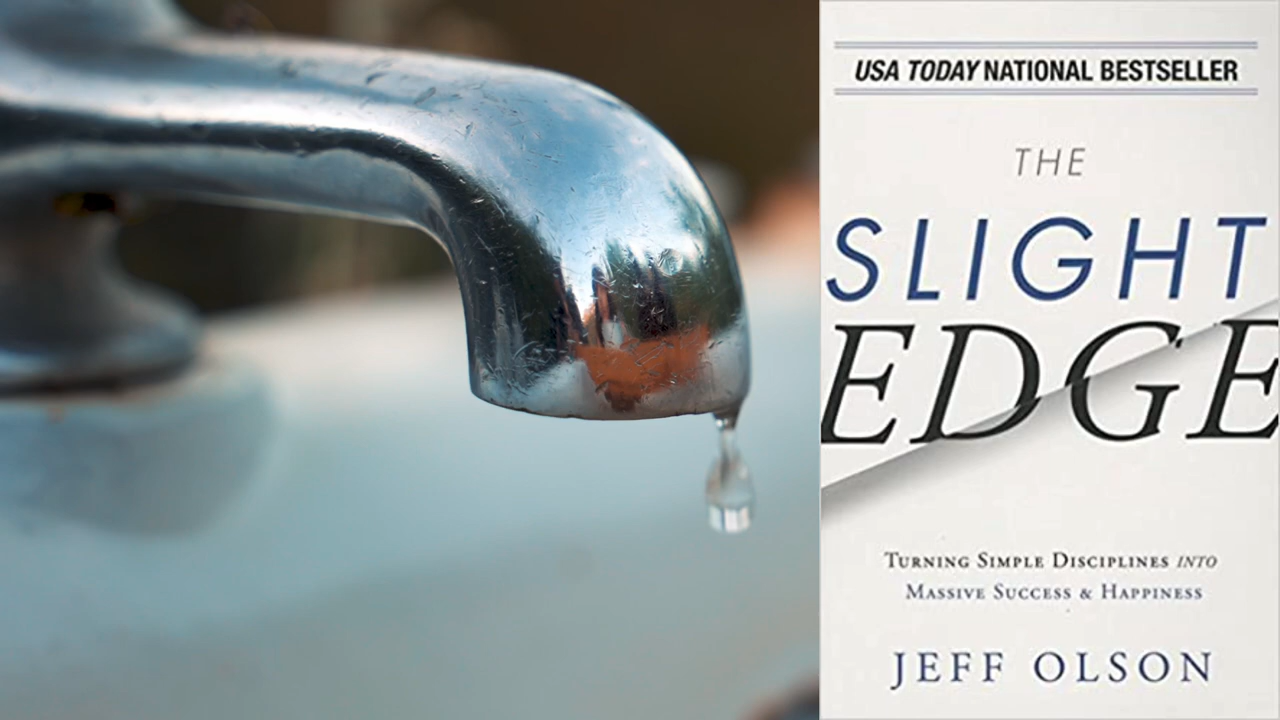 USA TODAY NATIONAL BESTSELLER
THE
SLIGHT
EDGE
TURNING SIMPLE DISCIPLINES INTO
MASSIVE SUCCESS & HAPPINESS
JEFF OLSON